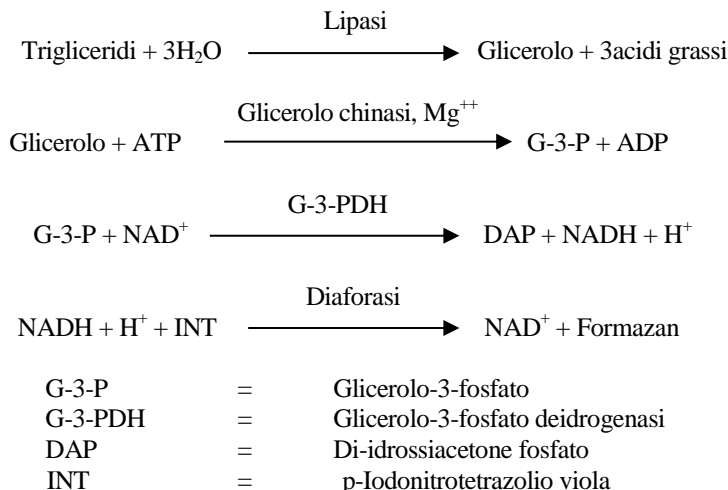 Lipasi
Trigliceridi + 3H₂O Glicerolo + 3acidi grassi
Glicerolo chinasi, Mg⁺⁺
Glicerolo + ATP G-3-P + ADP
G-3-PDH
G-3-P + NAD⁺ DAP + NADH + H⁺
Diaforasi
NADH + H⁺ + INT NAD⁺ + Formazan
G-3-P = Glicerolo-3-fosfato
G-3-PDH = Glicerolo-3-fosfato deidrogenasi
DAP = Di-idrossiacetone fosfato
INT = p-Iodonitrotetrazolio viola